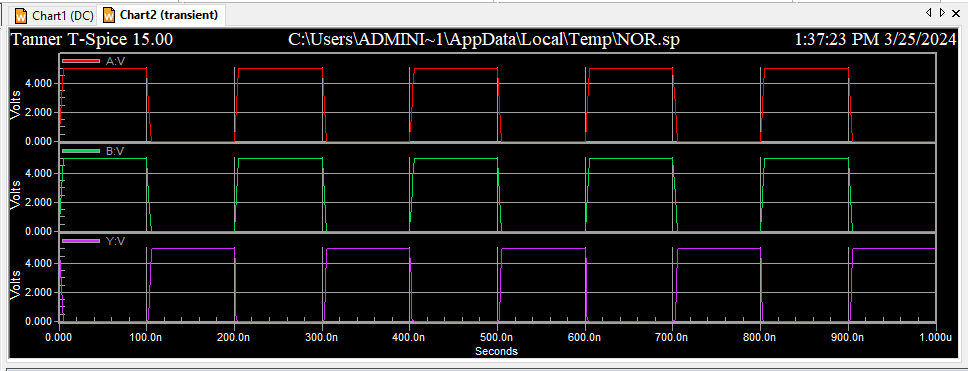 Chart1 (DC) Chart2 (transient)
Tanner T-Spice 15.00 C:\Users\ADMINI~1\AppData\Local\Temp\NOR.sp 1:37:23 PM 3/25/2024
A:V
Volts
4.000
2.000
0.000
B:V
Volts
4.000
2.000
0.000
Y:V
Volts
4.000
2.000
0.000
0.000 100.0n 200.0n 300.0n 400.0n 500.0n 600.0n 700.0n 800.0n 900.0n 1.000u
Seconds